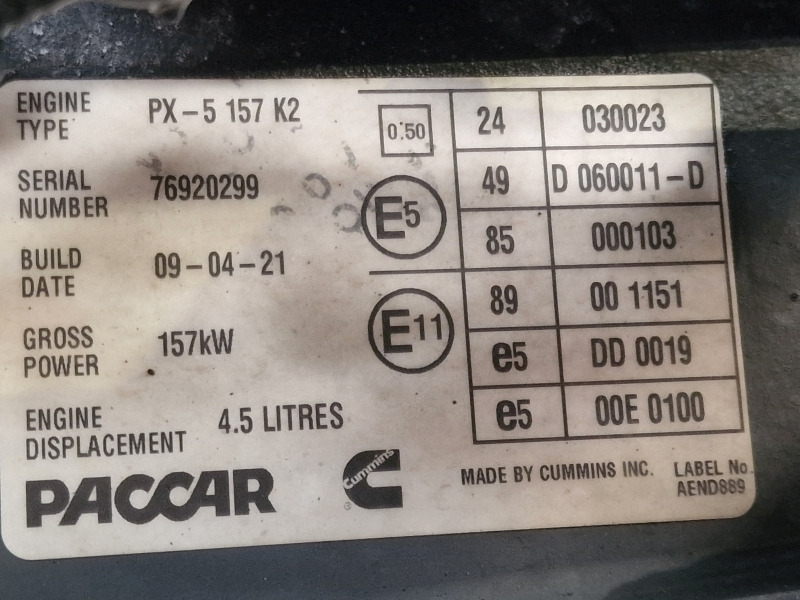 ENGINE TYPE PX-5 157 K2
SERIAL NUMBER 76920299
BUILD DATE 09-04-21
GROSS POWER 157kW
ENGINE DISPLACEMENT 4.5 LITRES
0.50
E5
E11
24 030023
49 D 060011-D
85 000103
89 00 1151
e5 DD 0019
e5 00E 0100
PACCAR
Cummins
®
MADE BY CUMMINS INC.
LABEL No.
AEND889